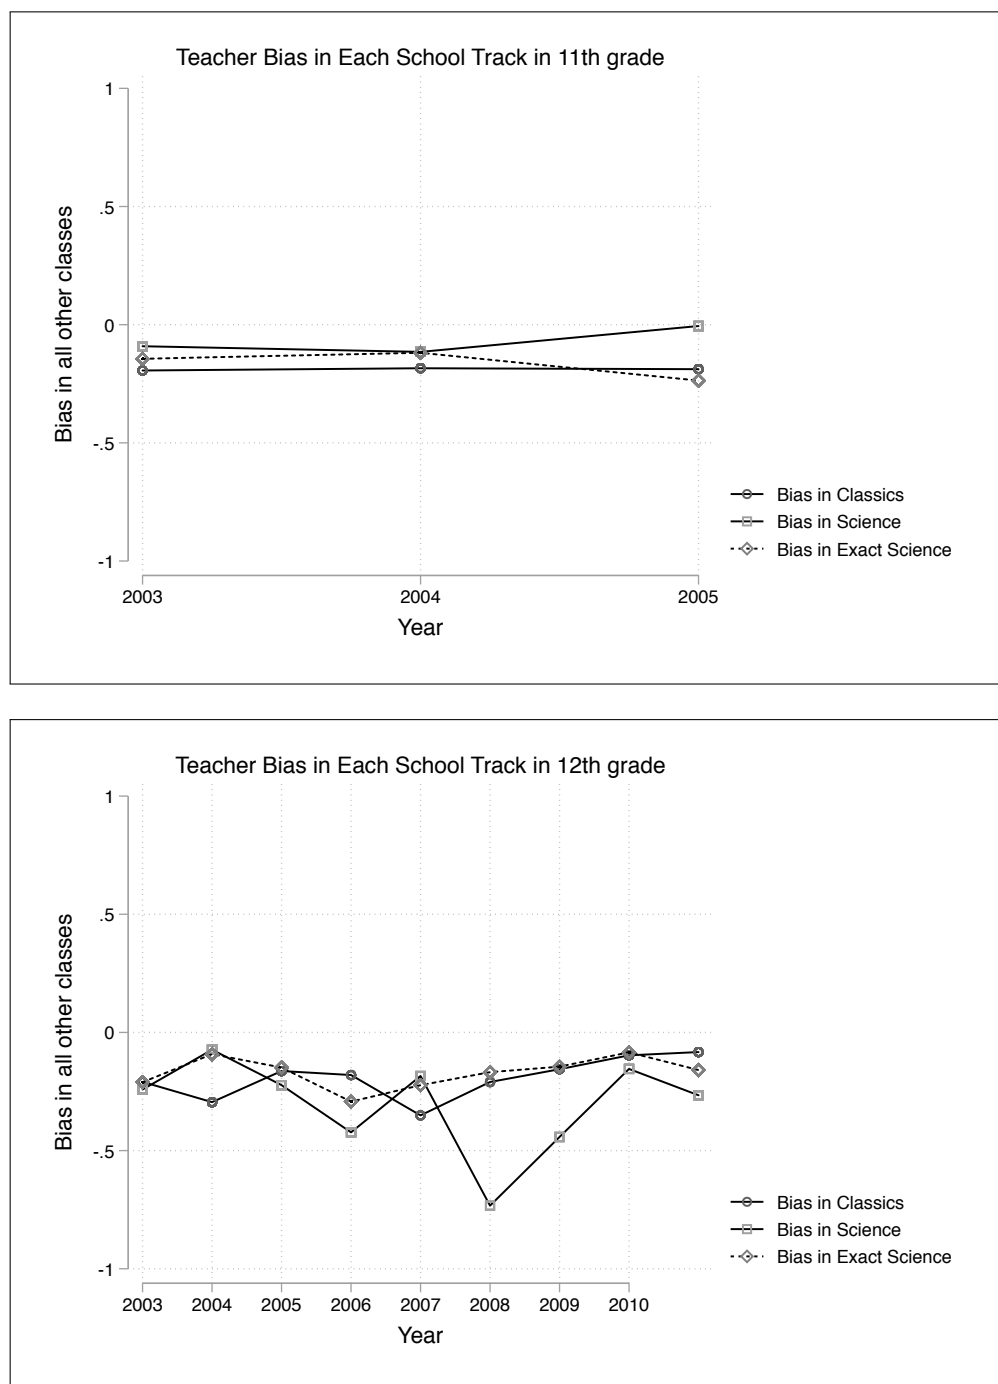 Teacher Bias in Each School Track in 11th grade
Bias in all other classes
1
.5
0
-.5
-1
2003 2004 2005
Year
Bias in Classics
Bias in Science
Bias in Exact Science
Teacher Bias in Each School Track in 12th grade
Bias in all other classes
1
.5
0
-.5
-1
2003 2004 2005 2006 2007 2008 2009 2010
Year
Bias in Classics
Bias in Science
Bias in Exact Science